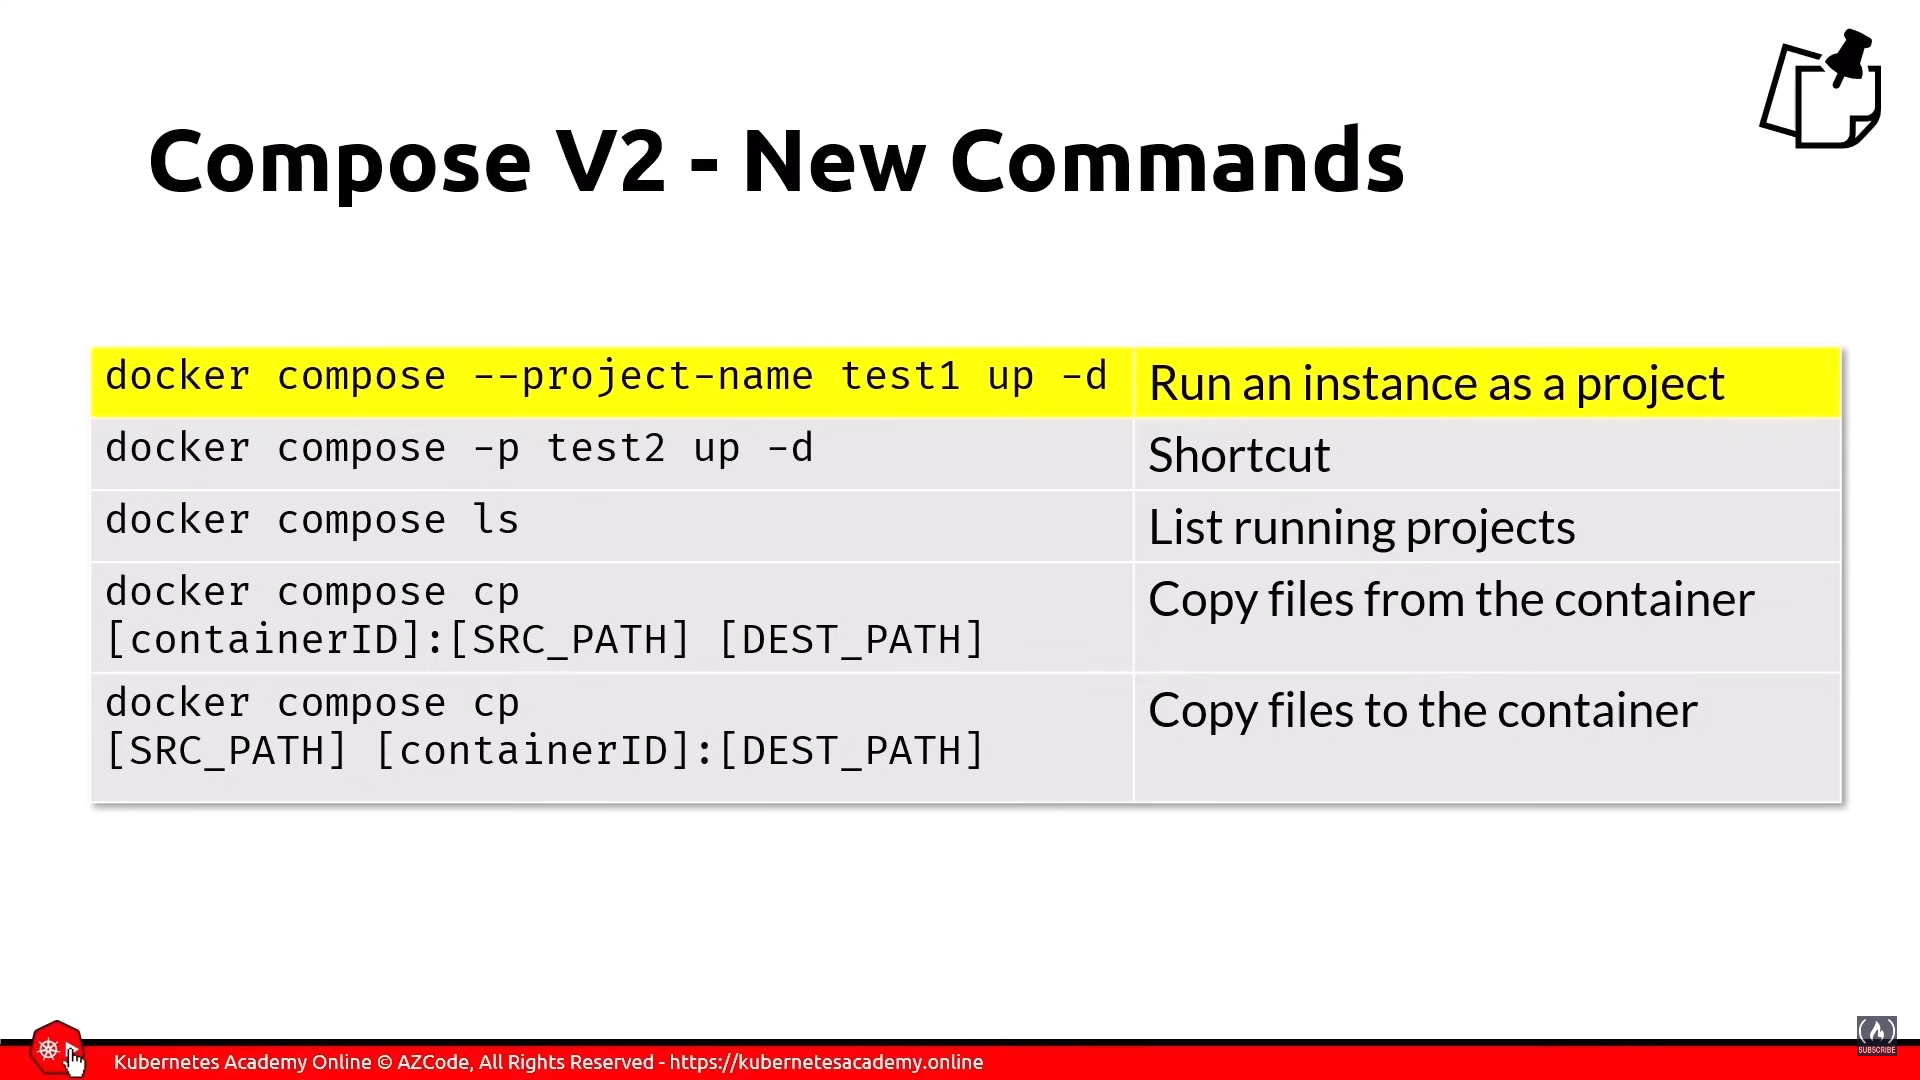 Compose V2 - New Commands
docker compose --project-name test1 up -d
Run an instance as a project
docker compose -p test2 up -d
Shortcut
docker compose ls
List running projects
docker compose cp
[containerID]:[SRC_PATH] [DEST_PATH]
Copy files from the container
docker compose cp
[SRC_PATH] [containerID]:[DEST_PATH]
Copy files to the container
Kubernetes Academy Online © AZCode, All Rights Reserved - https://kubernetesacademy.online
SUBSCRIBE